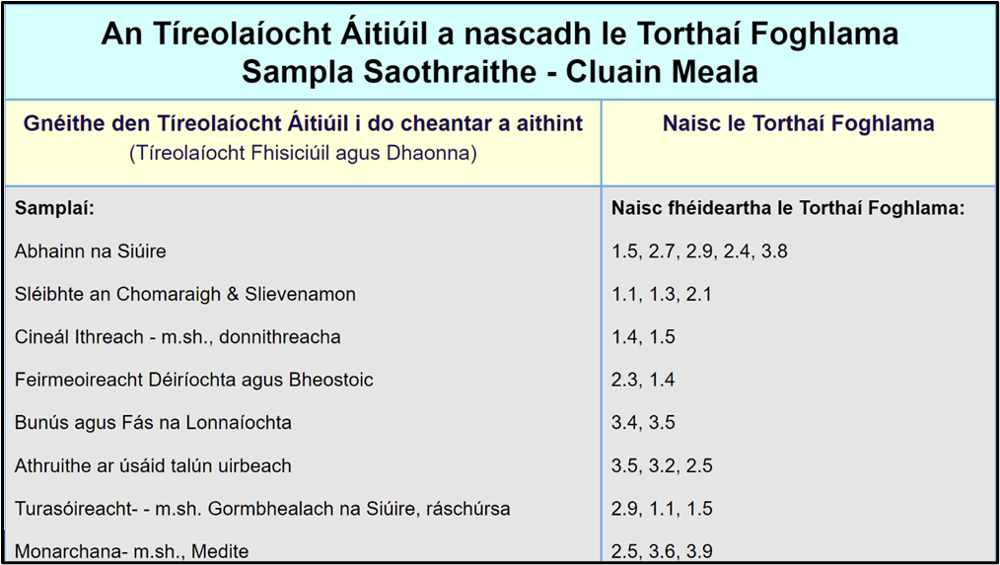 An Tíreolaíocht Áitiúil a nascadh le Torthaí Foghlama
Sampla Saothraithe - Cluain Meala
Gnéithe den Tíreolaíocht Áitiúil i do cheantar a aithint
(Tíreolaíocht Fhisiciúil agus Dhaonna)
Naisc le Torthaí Foghlama
Samplaí:
Naisc fhéideartha le Torthaí Foghlama:
Abhainn na Siúire
1.5, 2.7, 2.9, 2.4, 3.8
Sléibhte an Chomaraigh & Slievenamon
1.1, 1.3, 2.1
Cineál Ithreach - m.sh., donnithreacha
1.4, 1.5
Feirmeoireacht Déiríochta agus Bheostoic
2.3, 1.4
Bunús agus Fás na Lonnaíochta
3.4, 3.5
Athruithe ar úsáid talún uirbeach
3.5, 3.2, 2.5
Turasóireacht- - m.sh. Gormbhealach na Siúire, ráschúrsa
2.9, 1.1, 1.5
Monarchana- m.sh., Medite
2.5, 3.6, 3.9